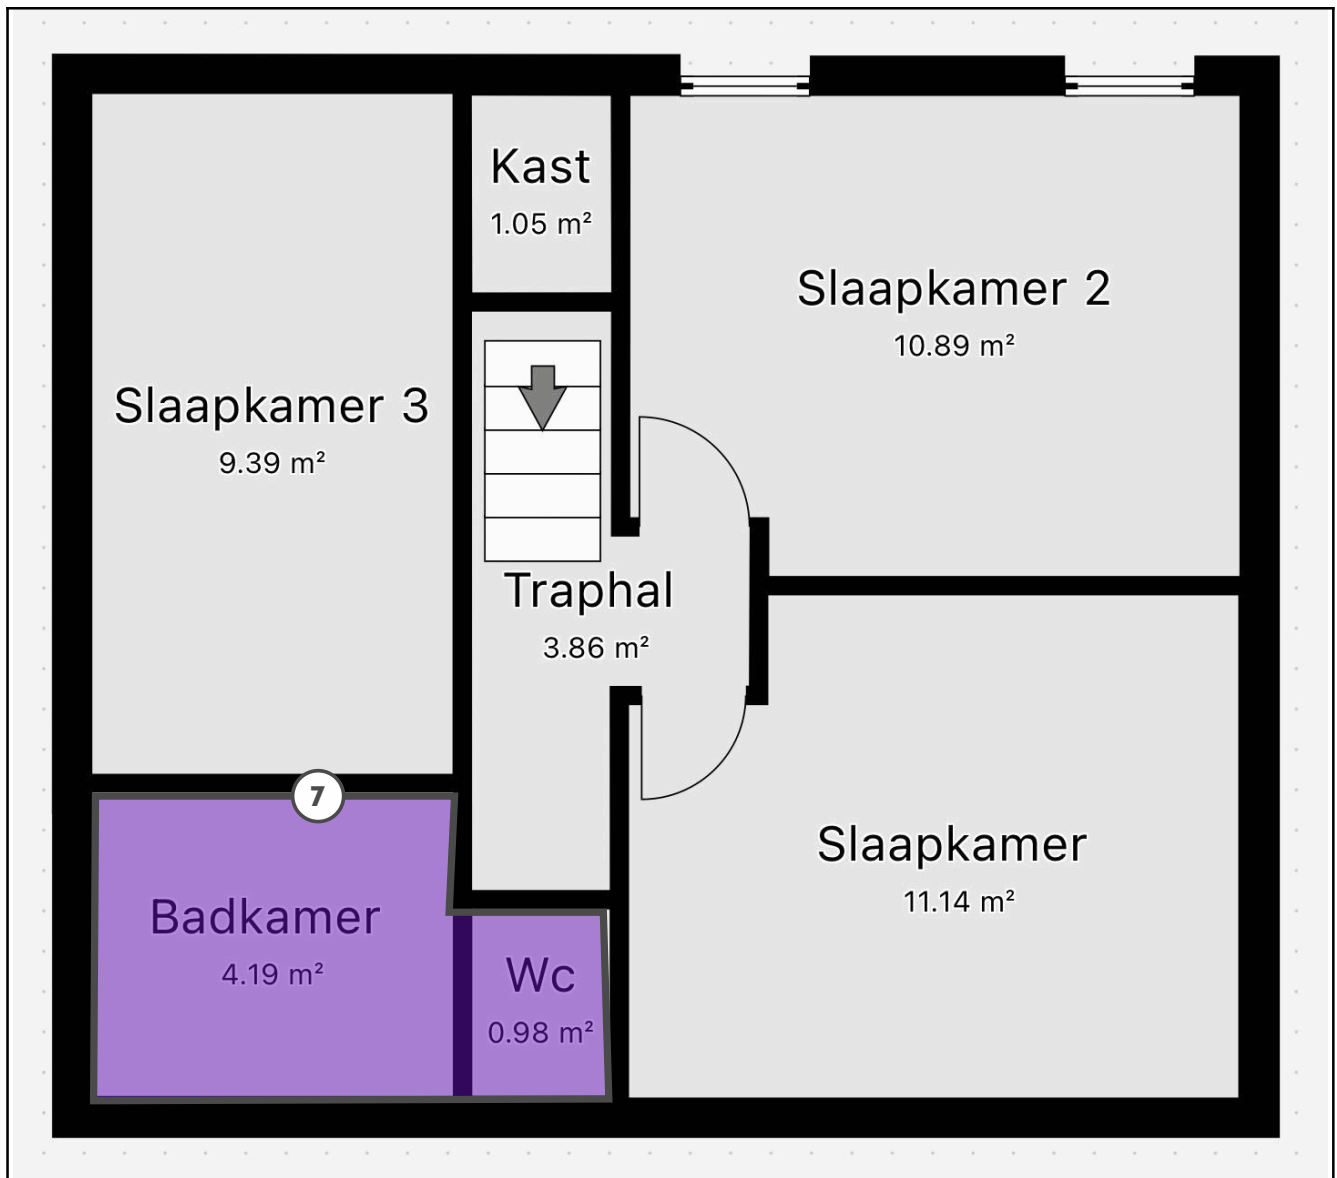 Kast
1.05 m²
Slaapkamer 2
10.89 m²
Slaapkamer 3
9.39 m²
Traphal
3.86 m²
7
Slaapkamer
11.14 m²
Badkamer
4.19 m²
Wc
0.98 m²